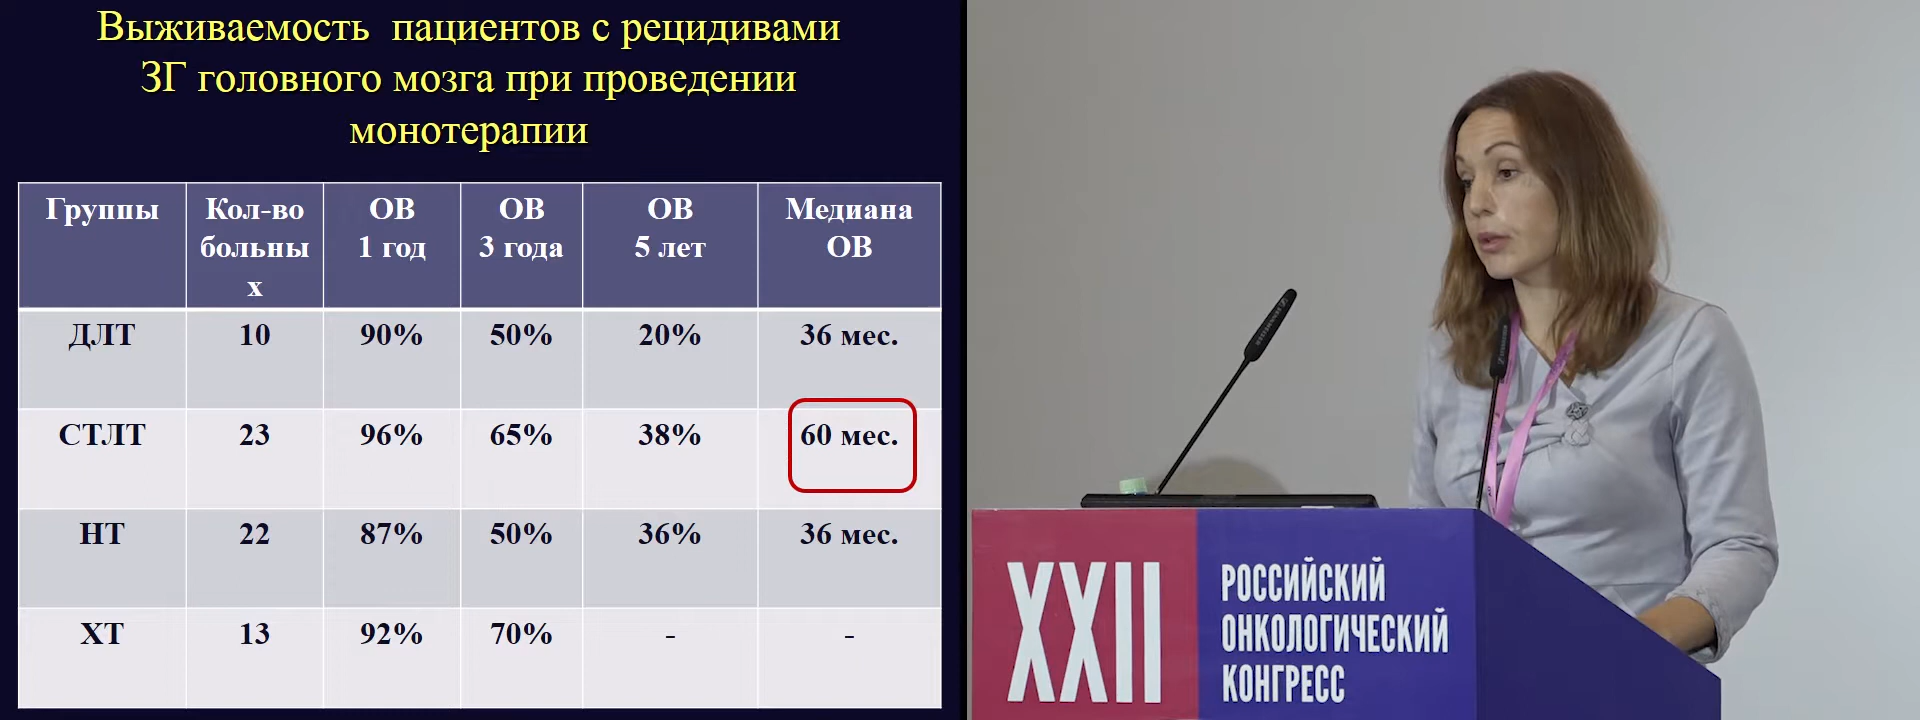 Выживаемость пациентов с рецидивами
ЗГ головного мозга при проведении
монотерапии
Группы Кол-во больны х ОВ 1 год ОВ 3 года ОВ 5 лет Медиана ОВ
ДЛТ 10 90% 50% 20% 36 мес.
СТЛТ 23 96% 65% 38% 60 мес.
НТ 22 87% 50% 36% 36 мес.
ХТ 13 92% 70% - -
XXII
РОССИЙСКИЙ
ОНКОЛОГИЧЕСКИЙ
КОНГРЕСС